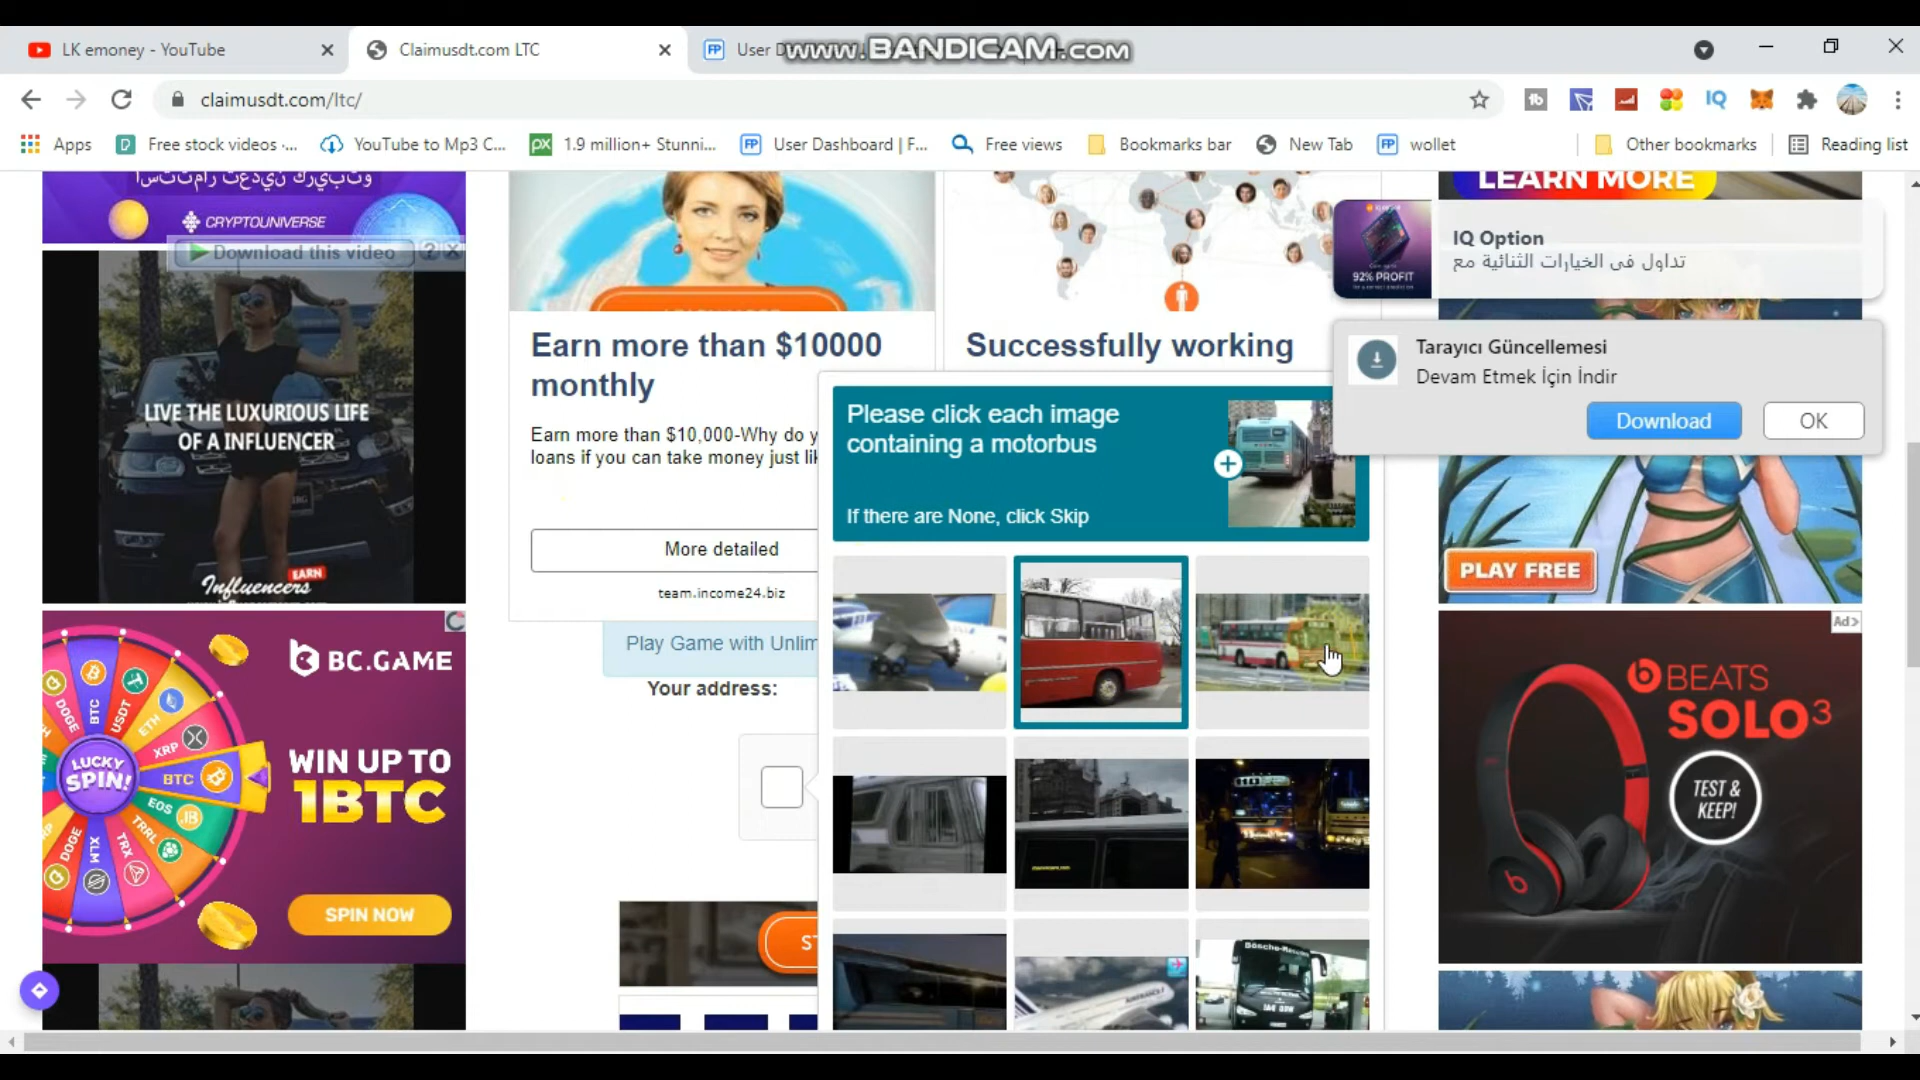 LK emoney - YouTube
Claimusdt.com LTC
FP User D
www.BANDICAM.com
claimusdt.com/ltc/
Apps
Free stock videos -...
YouTube to Mp3 C...
1.9 million+ Stunni...
User Dashboard | F...
Free views
Bookmarks bar
New Tab
wollet
Other bookmarks
Reading list
CRYPTOUNIVERSE
Download this video
LIVE THE LUXURIOUS LIFE
OF A INFLUENCER
Influencers
EARN
BC.GAME
WIN UP TO
1BTC
LUCKY
SPIN!
SPIN NOW
DOGE
BTC
USDT
ETH
XRP
BTC
EOS
TRX
XLM
DOGE
Earn more than $10000
monthly
Earn more than $10,000-Why do y
loans if you can take money just li
More detailed
team.income24.biz
Successfully working
Play Game with Unlim
Your address:
Please click each image
containing a motorbus
If there are None, click Skip
LEARN MORE
92% PROFIT
IQ Option
تداول في الخيارات الثنائية مع
Tarayıcı Güncellemesi
Devam Etmek İçin İndir
Download
OK
PLAY FREE
Ad
BEATS
SOLO3
TEST &
KEEP!